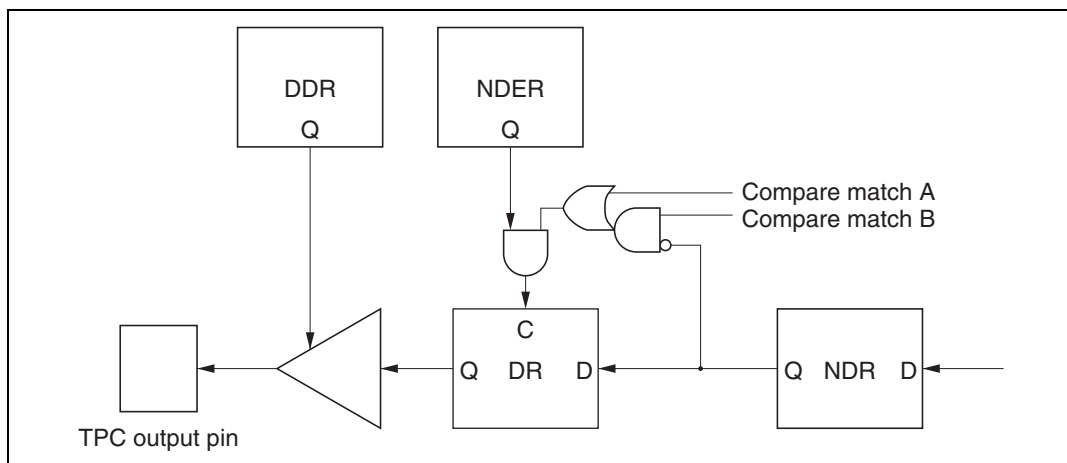 DDR
Q
NDER
Q
Compare match A
Compare match B
C
Q DR D
Q NDR D
TPC output pin